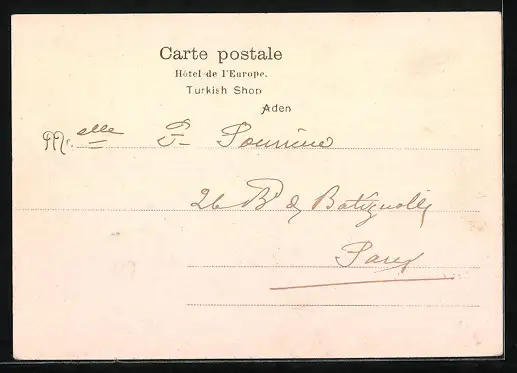 Carte postale
Hôtel de l'Europe.
Turkish Shop
Aden
Melle
26 Bd des Batignolles
Paris